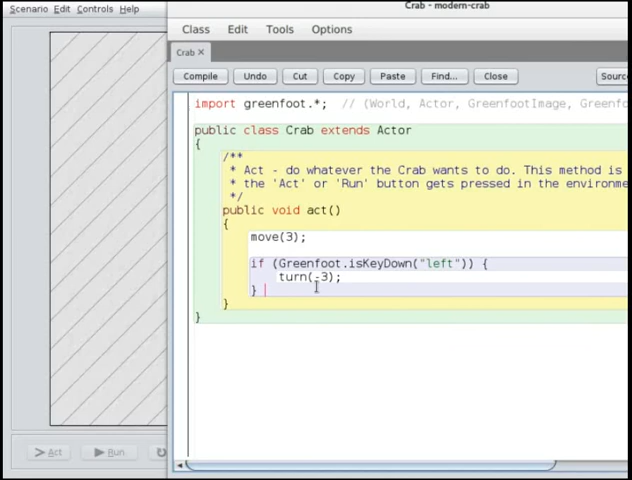 Crab - modern-crab
Scenario Edit Controls Help
Class Edit Tools Options
Crab ×
Compile Undo Cut Copy Paste Find... Close Source
import greenfoot.*; // (World, Actor, GreenfootImage, Greenfo
public class Crab extends Actor
{
/**
* Act - do whatever the Crab wants to do. This method is
* the 'Act' or 'Run' button gets pressed in the environme
*/
public void act()
{
move(3);
if (Greenfoot.isKeyDown("left")) {
turn(-3);
}
}
}
> Act Run